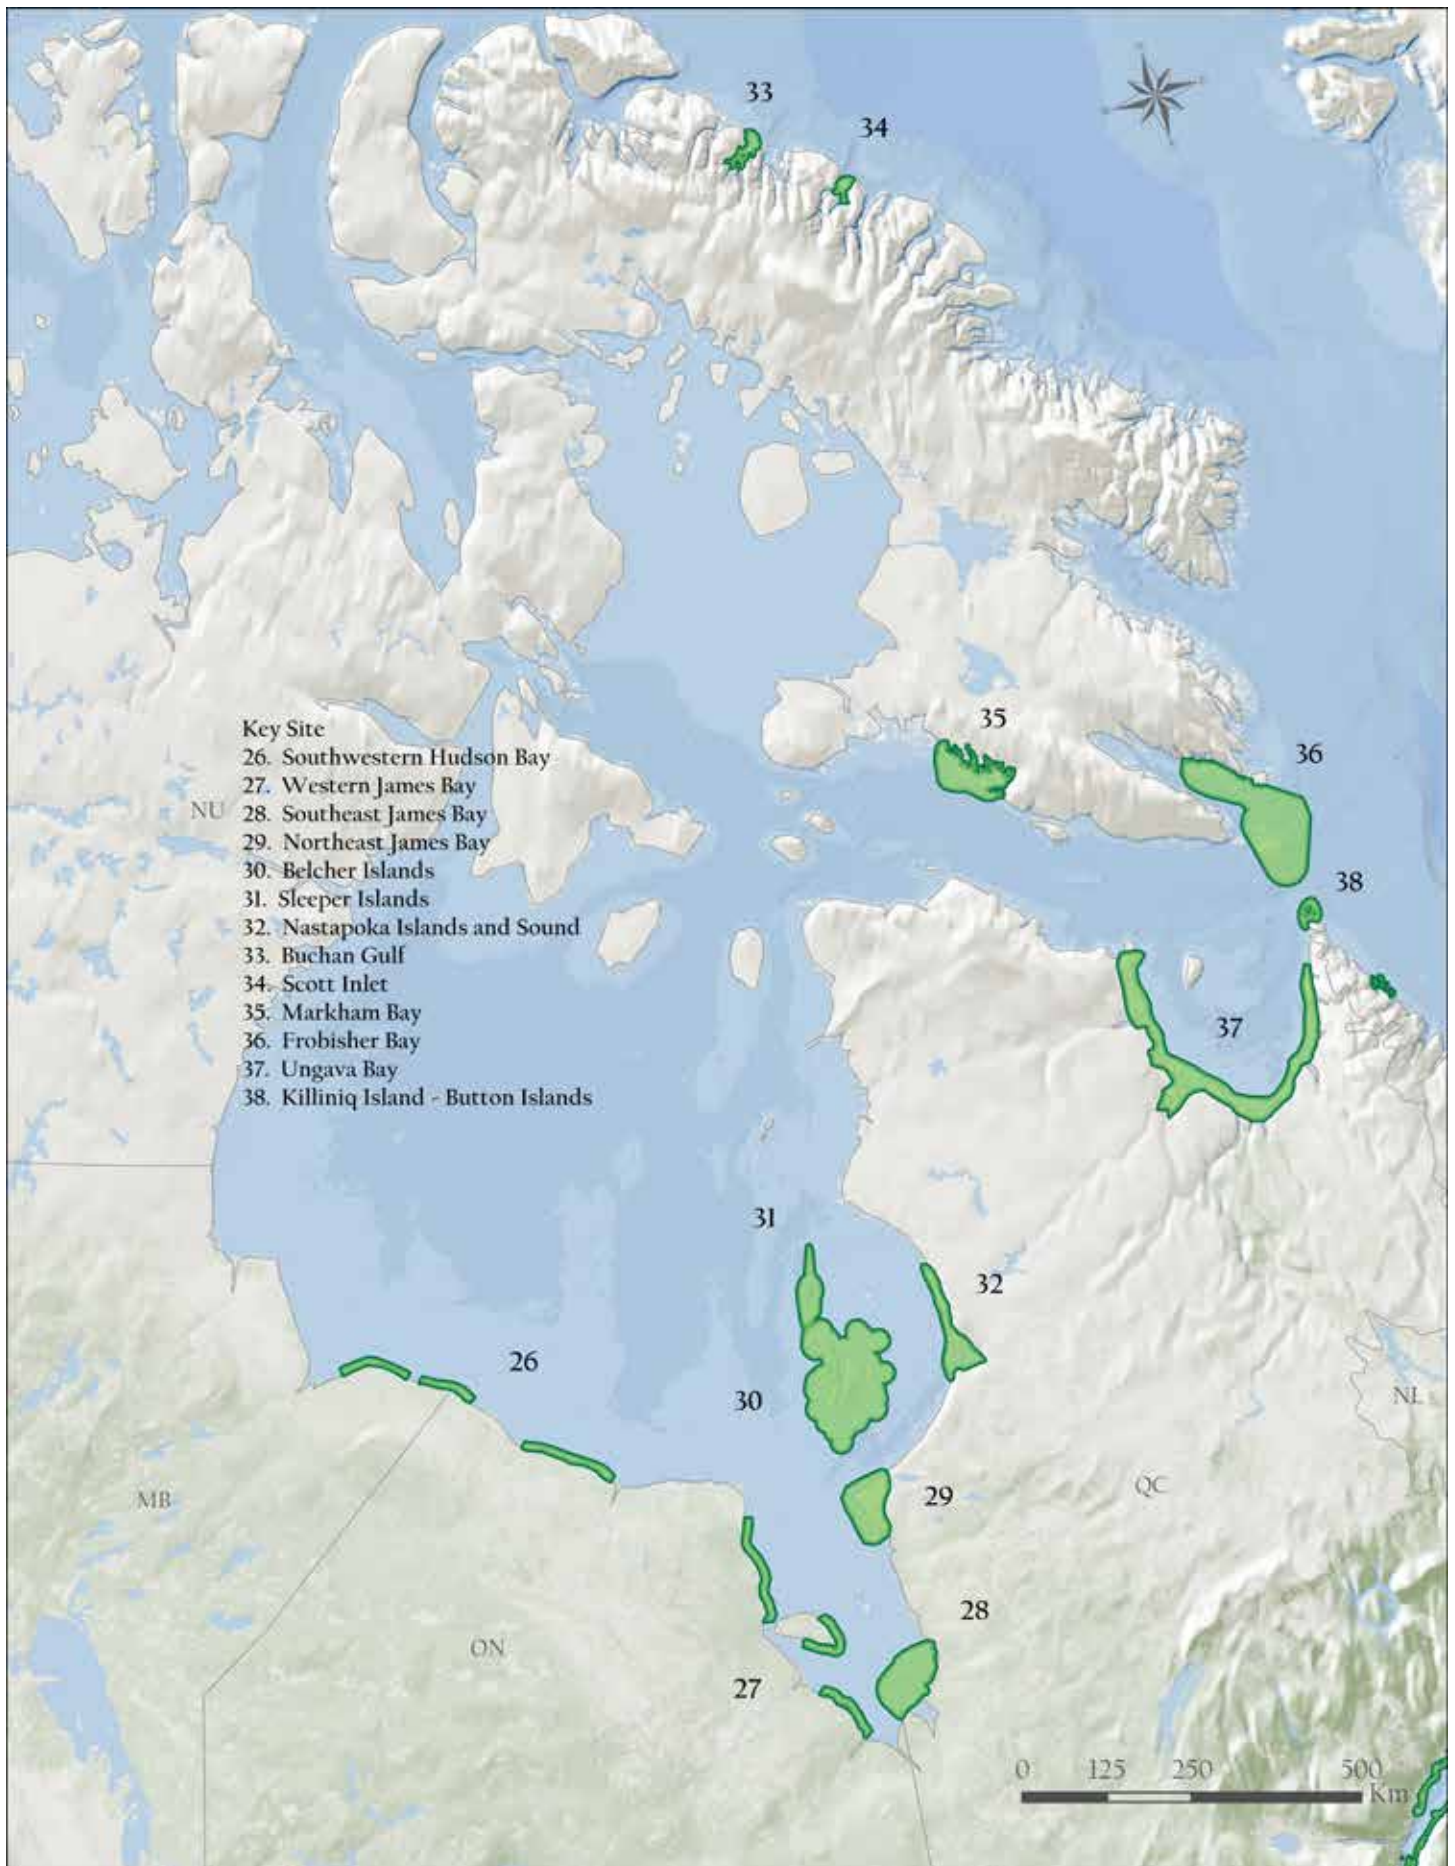 33
34
35
36
Key Site
26. Southwestern Hudson Bay
27. Western James Bay
NU
28. Southeast James Bay
29. Northeast James Bay
30. Belcher Islands
31. Sleeper Islands
32. Nastapoka Islands and Sound
33. Buchan Gulf
34. Scott Inlet
35. Markham Bay
36. Frobisher Bay
37. Ungava Bay
38. Killiniq Island - Button Islands
38
37
31
32
26
30
NL
29
QC
MB
28
ON
27
0 125 250 500
Km